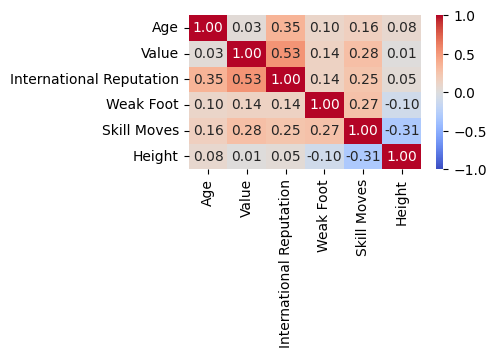 Age 1.00 0.03 0.35 0.10 0.16 0.08
Value 0.03 1.00 0.53 0.14 0.28 0.01
International Reputation 0.35 0.53 1.00 0.14 0.25 0.05
Weak Foot 0.10 0.14 0.14 1.00 0.27 -0.10
Skill Moves 0.16 0.28 0.25 0.27 1.00 -0.31
Height 0.08 0.01 0.05 -0.10 -0.31 1.00
Age
Value
International Reputation
Weak Foot
Skill Moves
Height
1.0
0.5
0.0
−0.5
−1.0